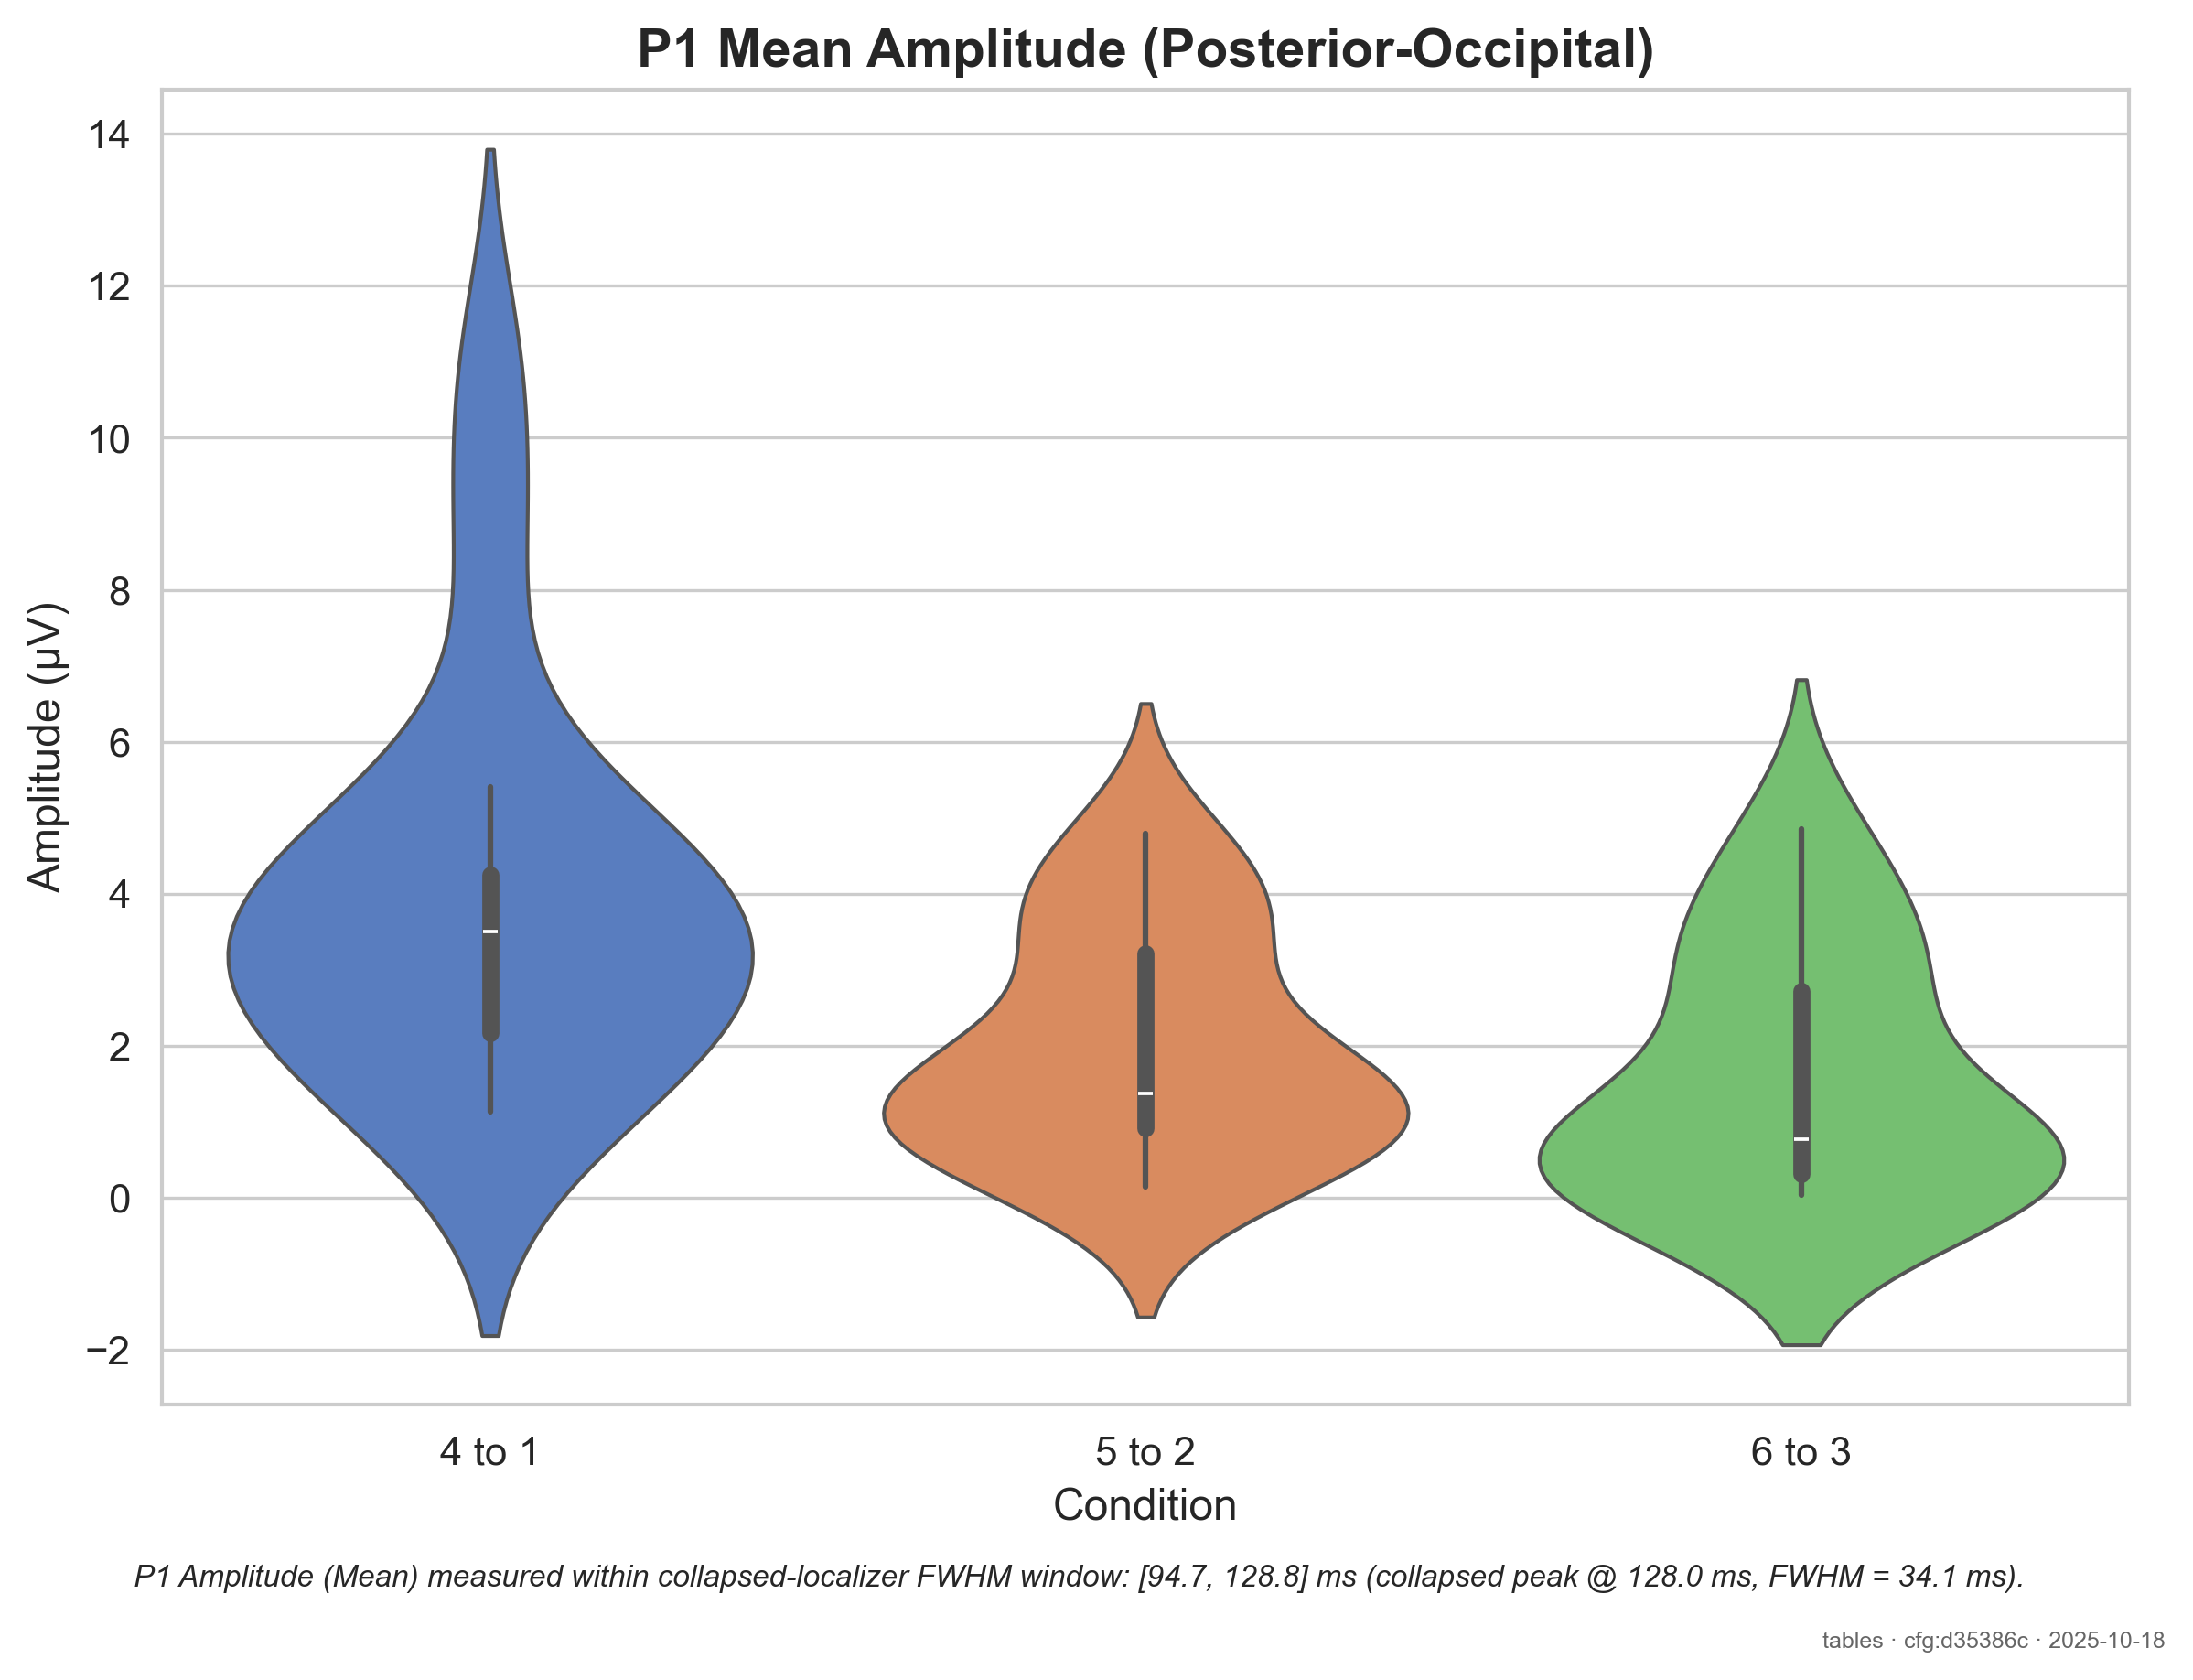 P1 Mean Amplitude (Posterior-Occipital)
14
12
10
8
6
4
2
0
−2
Amplitude (µV)
4 to 1
5 to 2
6 to 3
Condition
P1 Amplitude (Mean) measured within collapsed-localizer FWHM window: [94.7, 128.8] ms (collapsed peak @ 128.0 ms, FWHM = 34.1 ms).
tables · cfg:d35386c · 2025-10-18